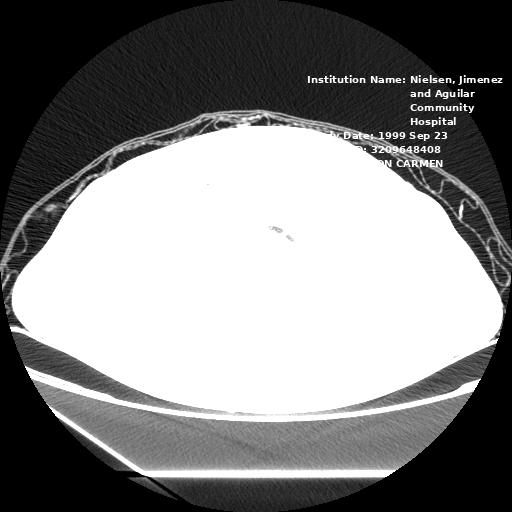 Institution Name: Nielsen, Jimenez
and Aguilar
Community
Hospital
Date: 1999 Sep 23
3209648408
CARMEN